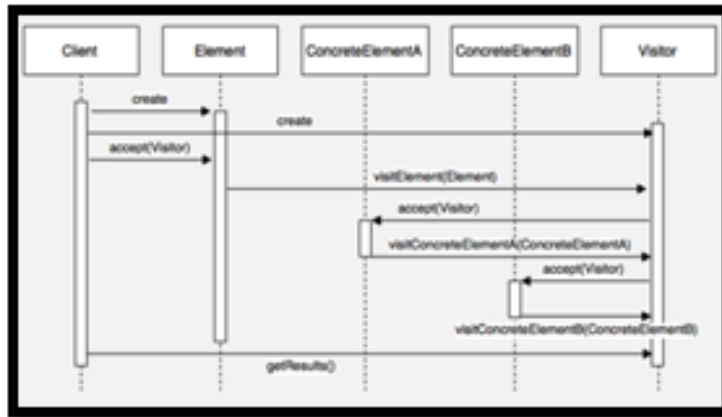 Client Element ConcreteElementA ConcreteElementB Visitor
create
create
accept(Visitor)
visitElement(Element)
accept(Visitor)
visitConcreteElementA(ConcreteElementA)
accept(Visitor)
visitConcreteElementB(ConcreteElementB)
getResults()